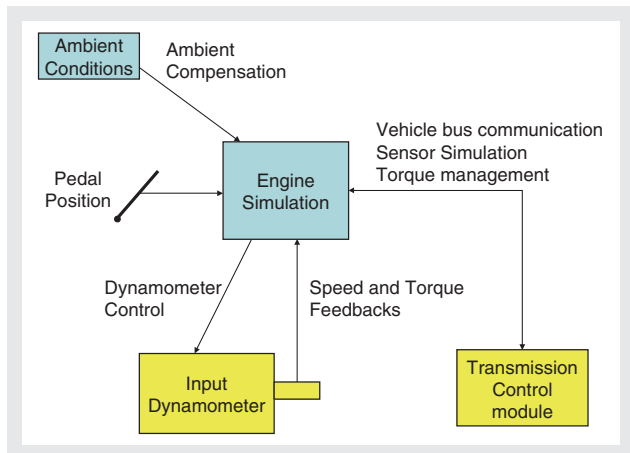 Ambient
Conditions
Ambient
Compensation
Vehicle bus communication
Sensor Simulation
Torque management
Pedal
Position
Engine
Simulation
Dynamometer
Control
Speed and Torque
Feedbacks
Input
Dynamometer
Transmission
Control
module